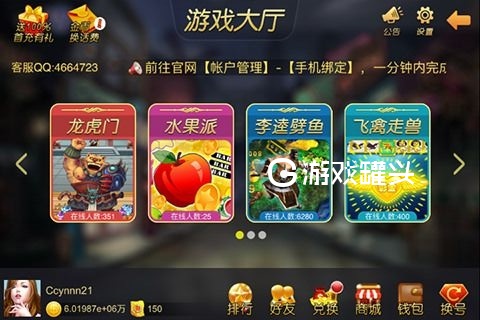 送100%
首充有礼
金币
换话费
游戏大厅
公告
设置
客服QQ:4664723
前往官网【帐户管理】-【手机绑定】，一分钟内完成
龙虎门
水果派
李逵劈鱼
飞禽走兽
BAR
BAR
BAR
G 游戏罐头
在线人数:351
在线人数:25
在线人数:6280
在线人数:400
Ccynnn21
6.01987e+06万
150
排行
好友
兑换
商城
钱包
换号